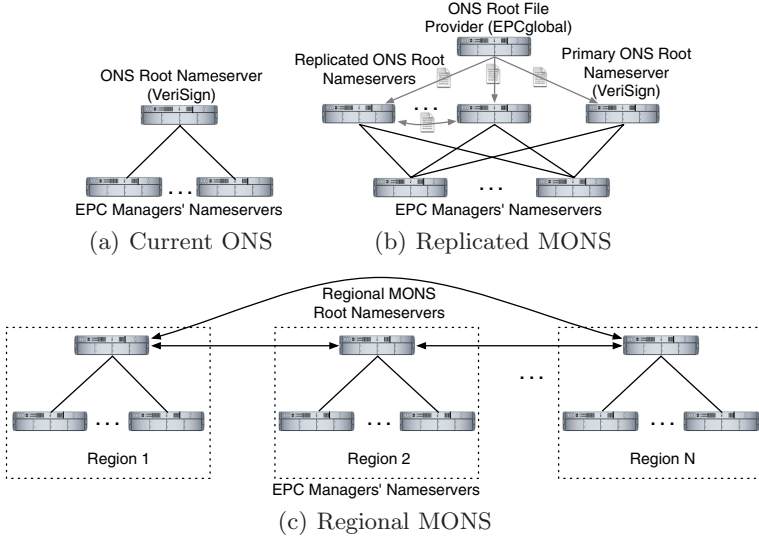 ONS Root File
Provider (EPCglobal)
ONS Root Nameserver
(VeriSign)
Replicated ONS Root
Nameservers
Primary ONS Root
Nameserver
(VeriSign)
. . .
. . .
. . .
EPC Managers' Nameservers
EPC Managers' Nameservers
(a) Current ONS
(b) Replicated MONS
Regional MONS
Root Nameservers
. . .
. . .
. . .
. . .
Region 1
Region 2
Region N
EPC Managers' Nameservers
(c) Regional MONS